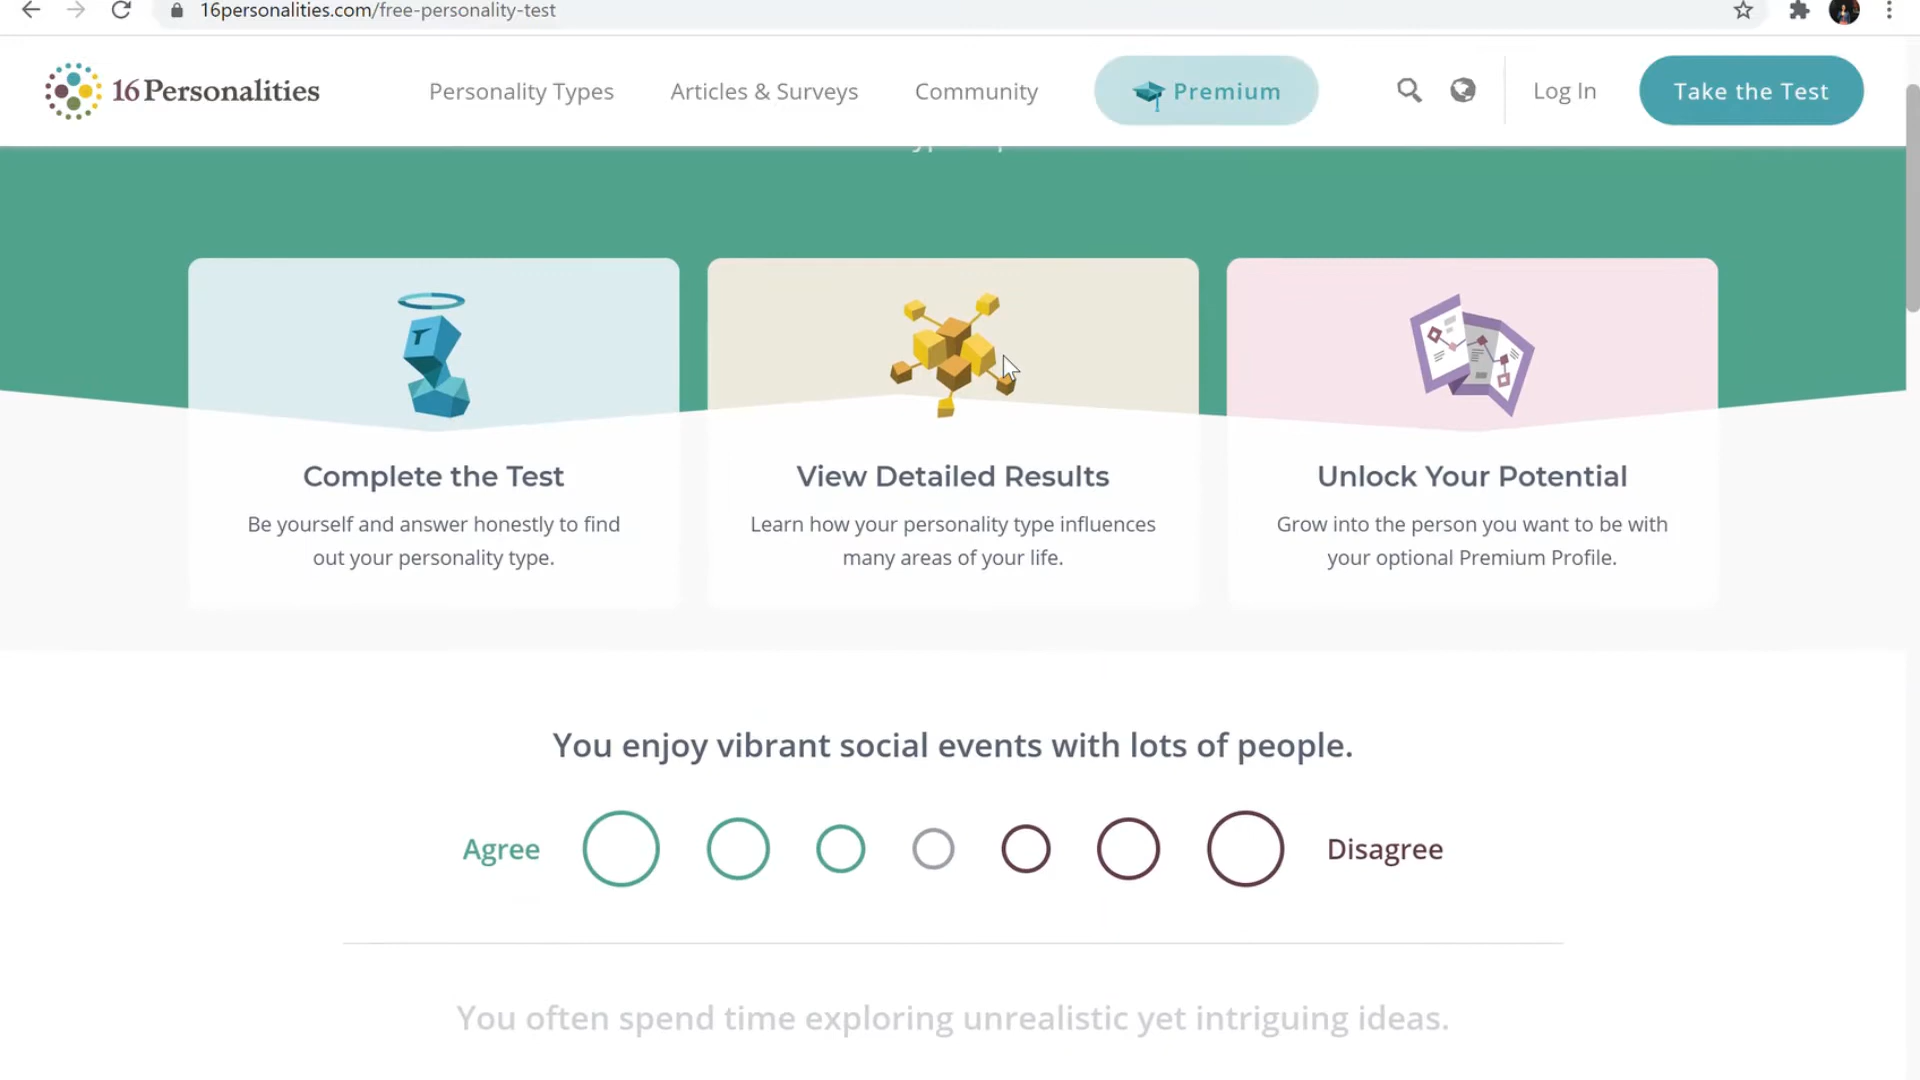 16personalities.com/free-personality-test
16Personalities
Personality Types
Articles & Surveys
Community
Premium
Log In
Take the Test
T
Complete the Test
Be yourself and answer honestly to find
out your personality type.
View Detailed Results
Learn how your personality type influences
many areas of your life.
Unlock Your Potential
Grow into the person you want to be with
your optional Premium Profile.
You enjoy vibrant social events with lots of people.
Agree
Disagree
You often spend time exploring unrealistic yet intriguing ideas.